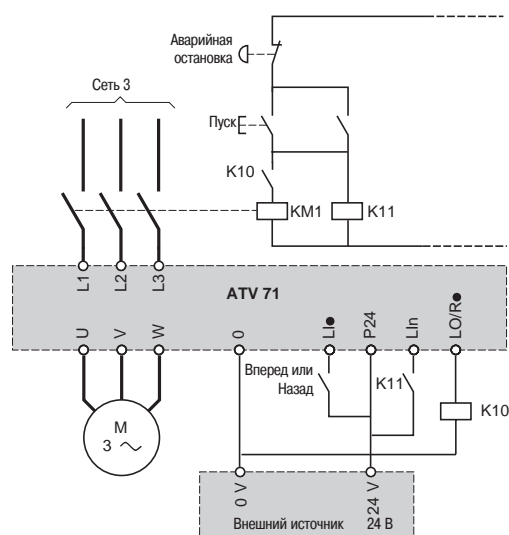 Аварийная
остановка
Сеть 3
Пуск
K10
KM1
K11
L1
L2
L3
ATV 71
U
V
W
0
LI●
P24
LIn
LO/R●
Вперед или
Назад
K11
K10
M
3 ~
0 V
24 V
Внешний источник 24 В